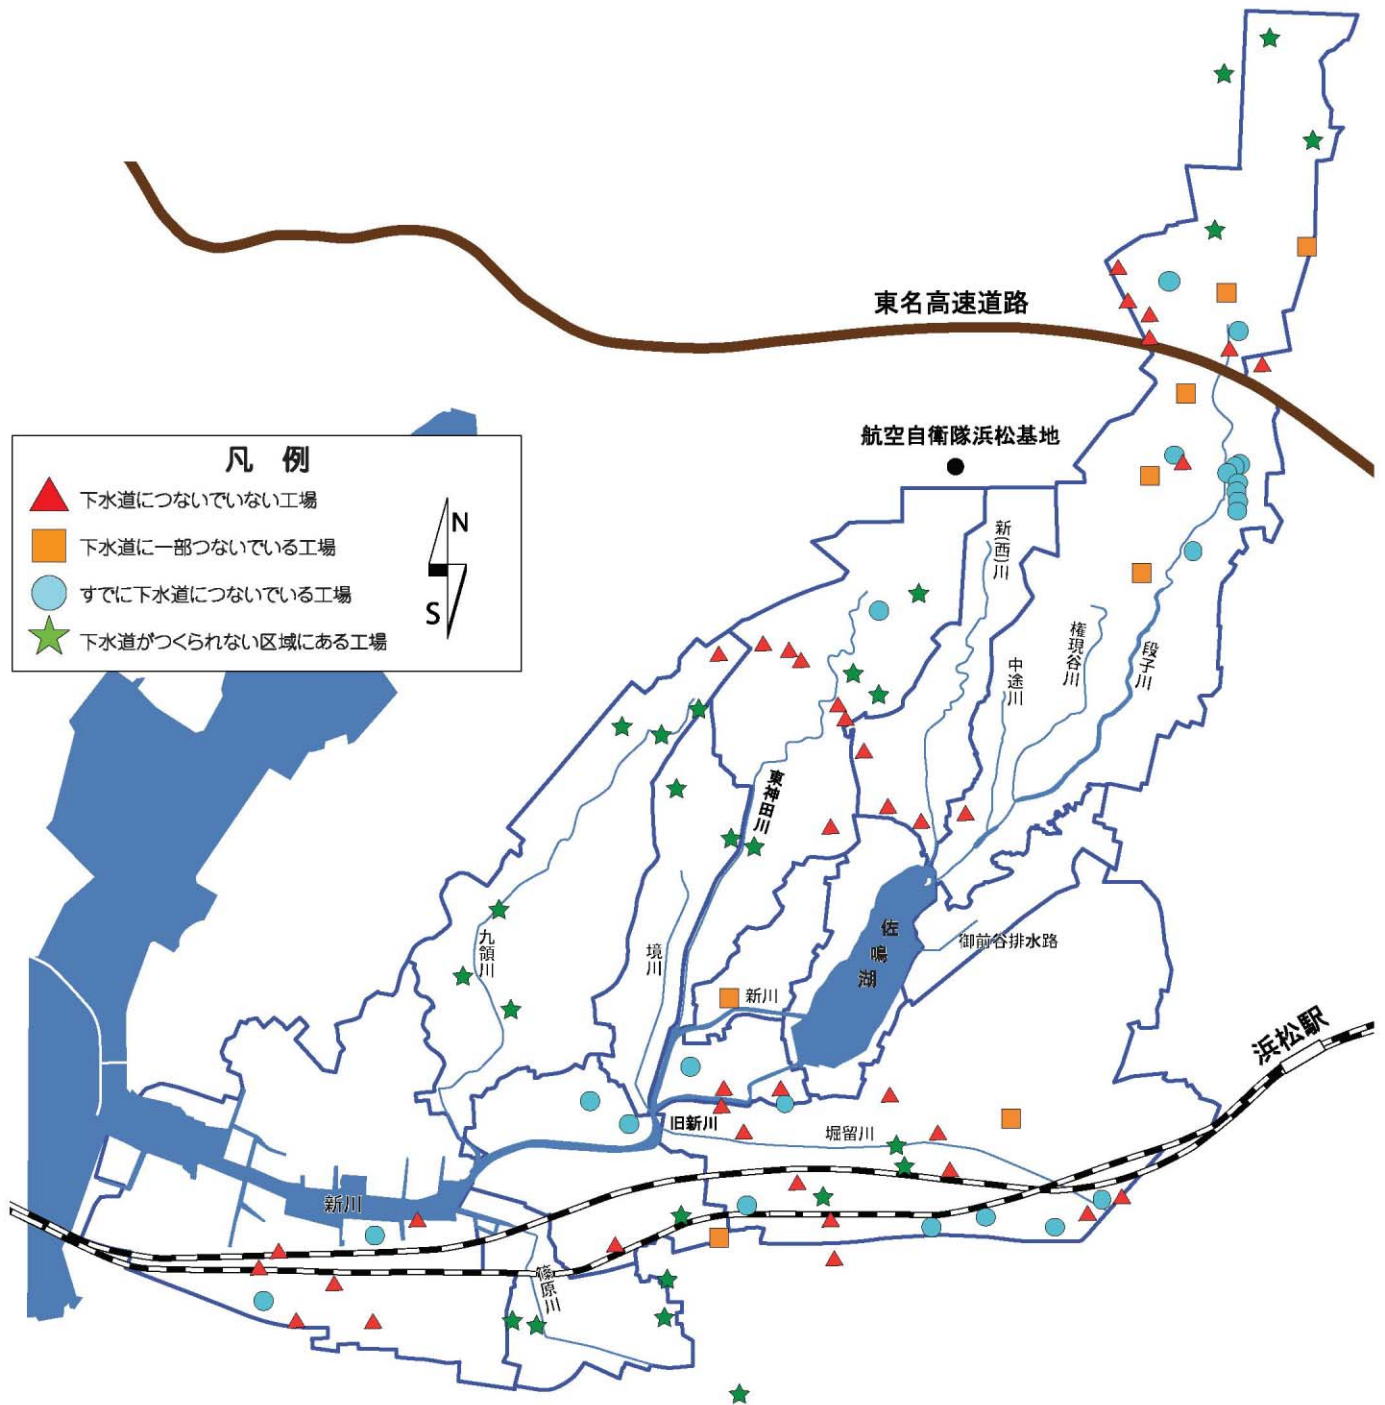 東名高速道路
航空自衛隊浜松基地
凡 例
下水道につないでいない工場
下水道に一部つないでいる工場
すでに下水道につないでいる工場
下水道がつくられない区域にある工場
N
S
新(西)川
権現谷川
段子川
中途川
東神田川
九領川
境川
佐鳴湖
御前谷排水路
新川
浜松駅
旧新川
堀留川
新川
篠原川